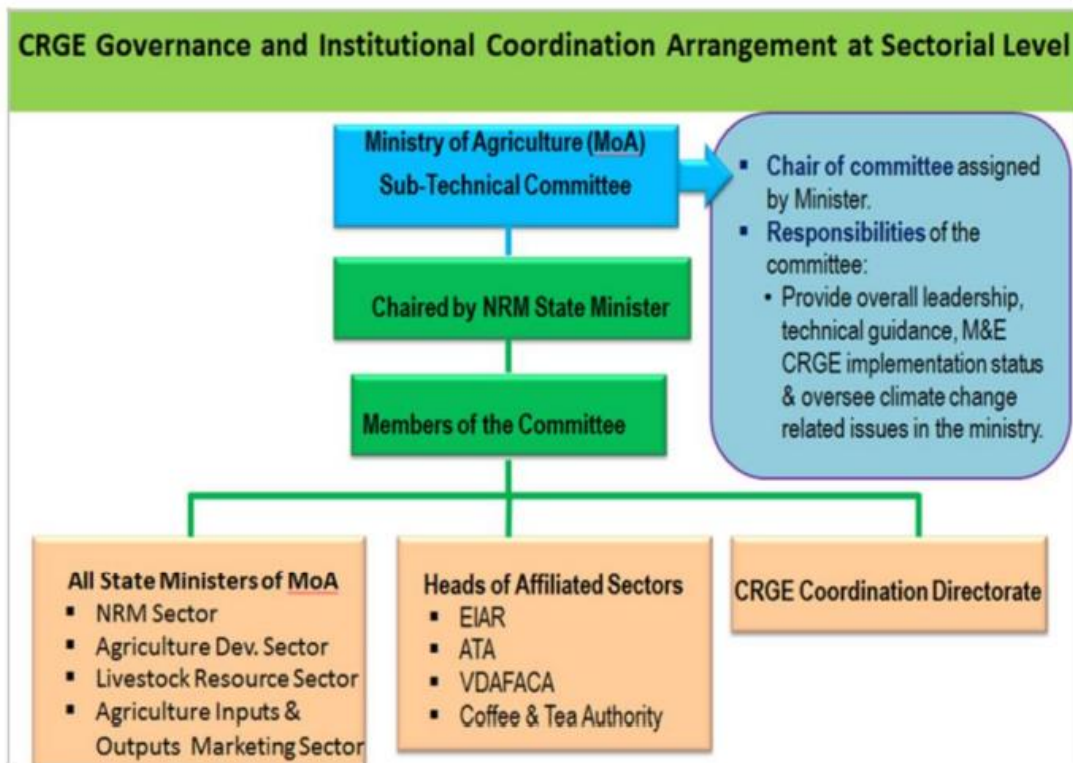 CRGE Governance and Institutional Coordination Arrangement at Sectorial Level
Ministry of Agriculture (MoA)
Sub-Technical Committee
▪ Chair of committee assigned
by Minister.
▪ Responsibilities of the
committee:
• Provide overall leadership,
technical guidance, M&E
CRGE implementation status
& oversee climate change
related issues in the ministry.
Chaired by NRM State Minister
Members of the Committee
All State Ministers of MoA
▪ NRM Sector
▪ Agriculture Dev. Sector
▪ Livestock Resource Sector
▪ Agriculture Inputs &
Outputs Marketing Sector
Heads of Affiliated Sectors
▪ EIAR
▪ ATA
▪ VDAFACA
▪ Coffee & Tea Authority
CRGE Coordination Directorate